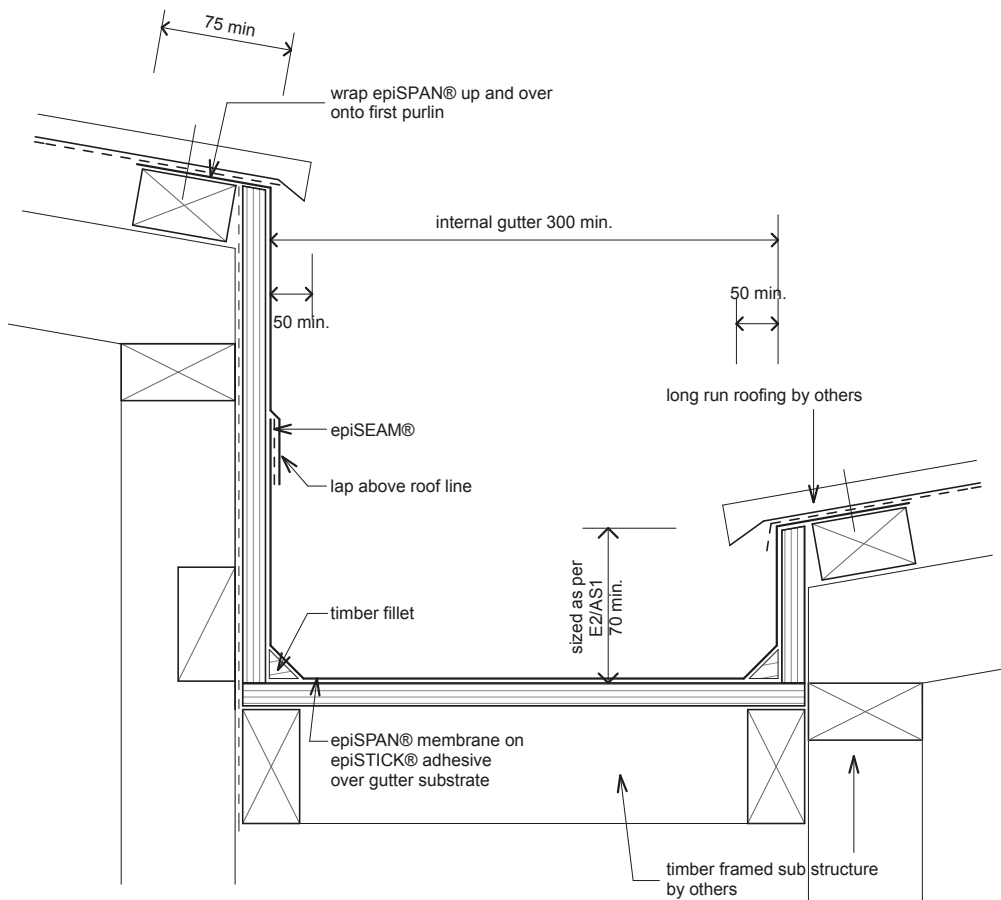 75 min
wrap epiSPAN® up and over
onto first purlin
internal gutter 300 min.
50 min.
50 min.
long run roofing by others
epiSEAM®
lap above roof line
sized as per
E2/AS1
70 min.
timber fillet
epiSPAN® membrane on
epiSTICK® adhesive
over gutter substrate
timber framed sub structure
by others